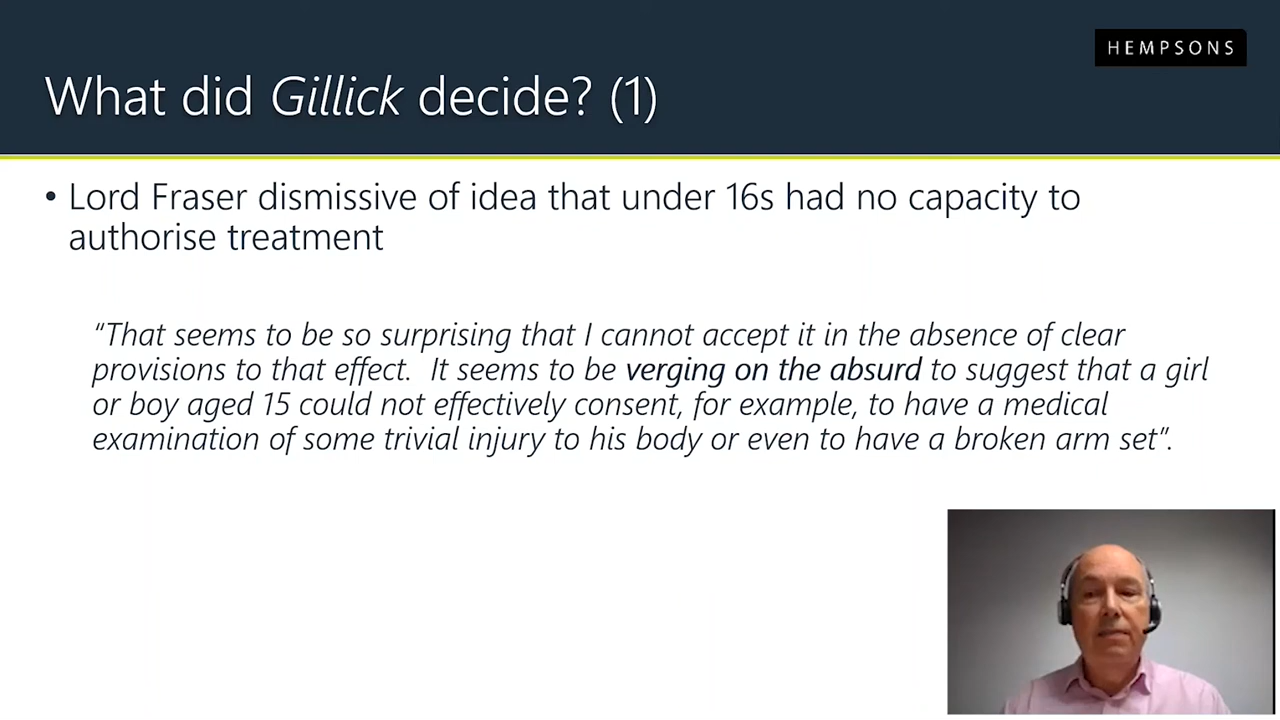 HEMPSONS
What did Gillick decide? (1)
• Lord Fraser dismissive of idea that under 16s had no capacity to
authorise treatment
“That seems to be so surprising that I cannot accept it in the absence of clear
provisions to that effect.  It seems to be verging on the absurd to suggest that a girl
or boy aged 15 could not effectively consent, for example, to have a medical
examination of some trivial injury to his body or even to have a broken arm set”.